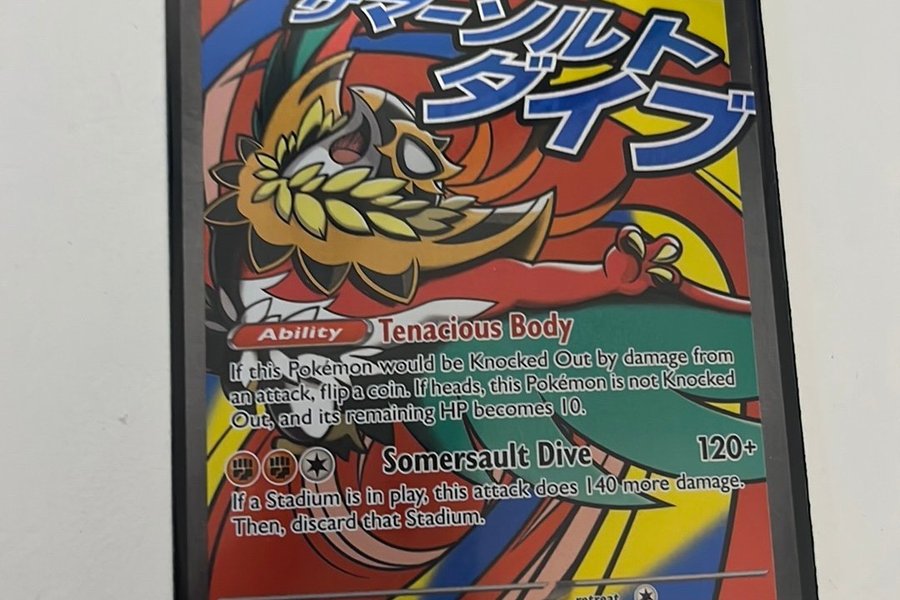 サマーソルト
ダイブ
Ability Tenacious Body
If this Pokémon would be Knocked Out by damage from
an attack, flip a coin. If heads, this Pokémon is not Knocked
Out, and its remaining HP becomes 10.
Somersault Dive 120+
If a Stadium is in play, this attack does 140 more damage.
Then, discard that Stadium.
retreat